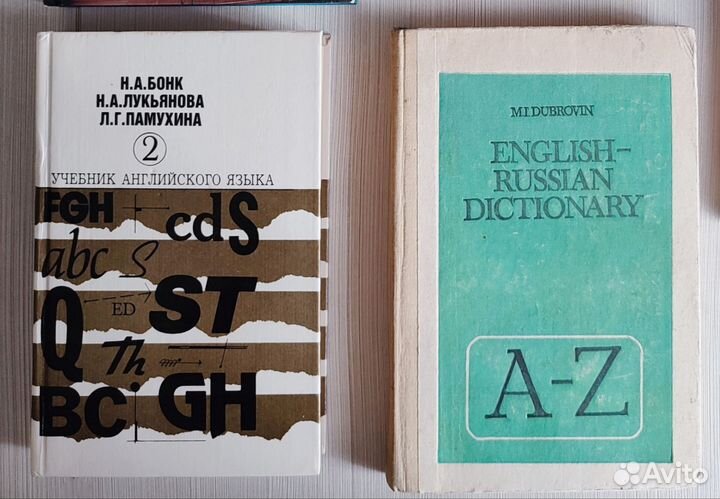 Н.А.БОНК
Н.А.ЛУКЬЯНОВА
Л.Г.ПАМУХИНА
2
УЧЕБНИК АНГЛИЙСКОГО ЯЗЫКА
FGH
cdS
abc S
Q
ED
ST
Th
BC
GH
M.I.DUBROVIN
ENGLISH-
RUSSIAN
DICTIONARY
A-Z
Avito